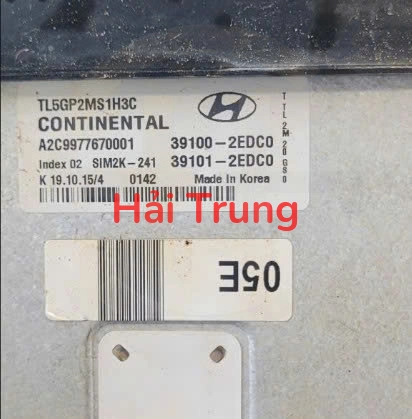 TL5GP2MS1H3C
CONTINENTAL
A2C9977670001 39100-2EDC0
Index 02 SIM2K-241 39101-2EDC0
K 19.10.15/4 0142 Made in Korea
Hải Trung
05E